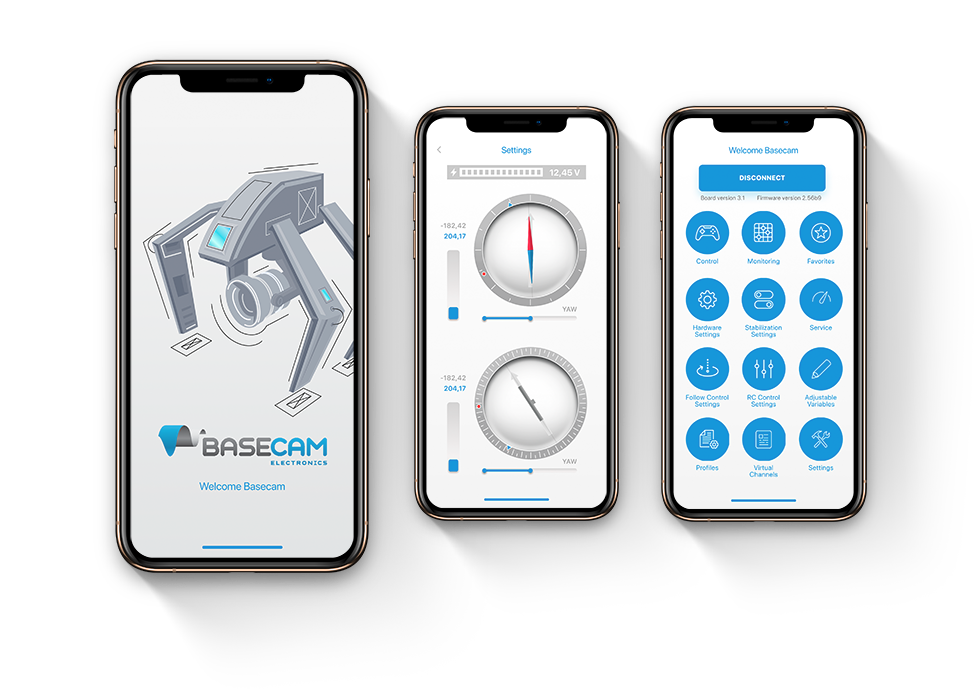 BASECAM
ELECTRONICS
Welcome Basecam
Settings
12,45 V
-182,42
204,17
YAW
-182,42
204,17
YAW
Welcome Basecam
DISCONNECT
Board version 3.1 Firmware version 2.56b9
Control
Monitoring
Favorites
Hardware
Settings
Stabilization
Settings
Service
Follow Control
Settings
RC Control
Settings
Adjustable
Variables
Profiles
Virtual
Channels
Settings